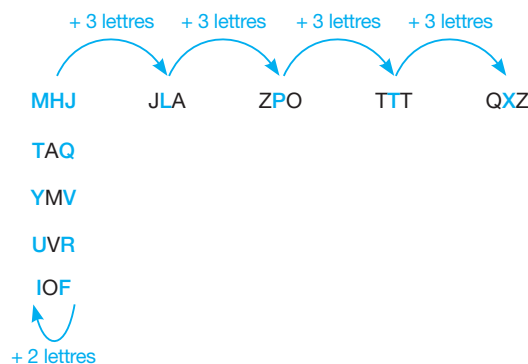 + 3 lettres + 3 lettres + 3 lettres + 3 lettres
MHJ JLA ZPO TTT QXZ
TAQ
YMV
UVR
IOF
+ 2 lettres